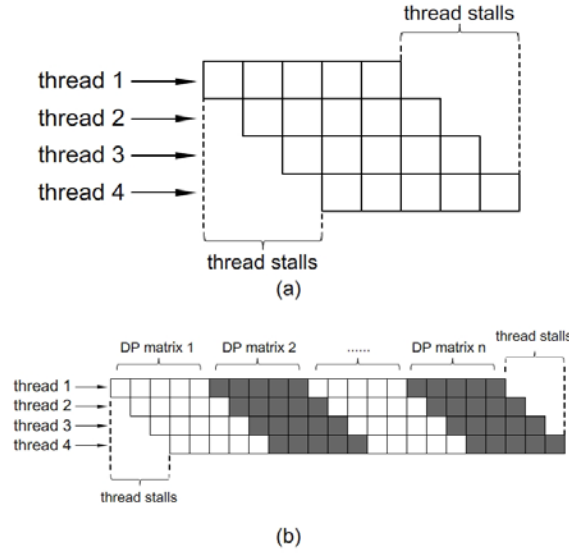 thread stalls
thread 1
thread 2
thread 3
thread 4
thread stalls
(a)
DP matrix 1 DP matrix 2 ...... DP matrix n thread stalls
thread 1
thread 2
thread 3
thread 4
thread stalls
(b)